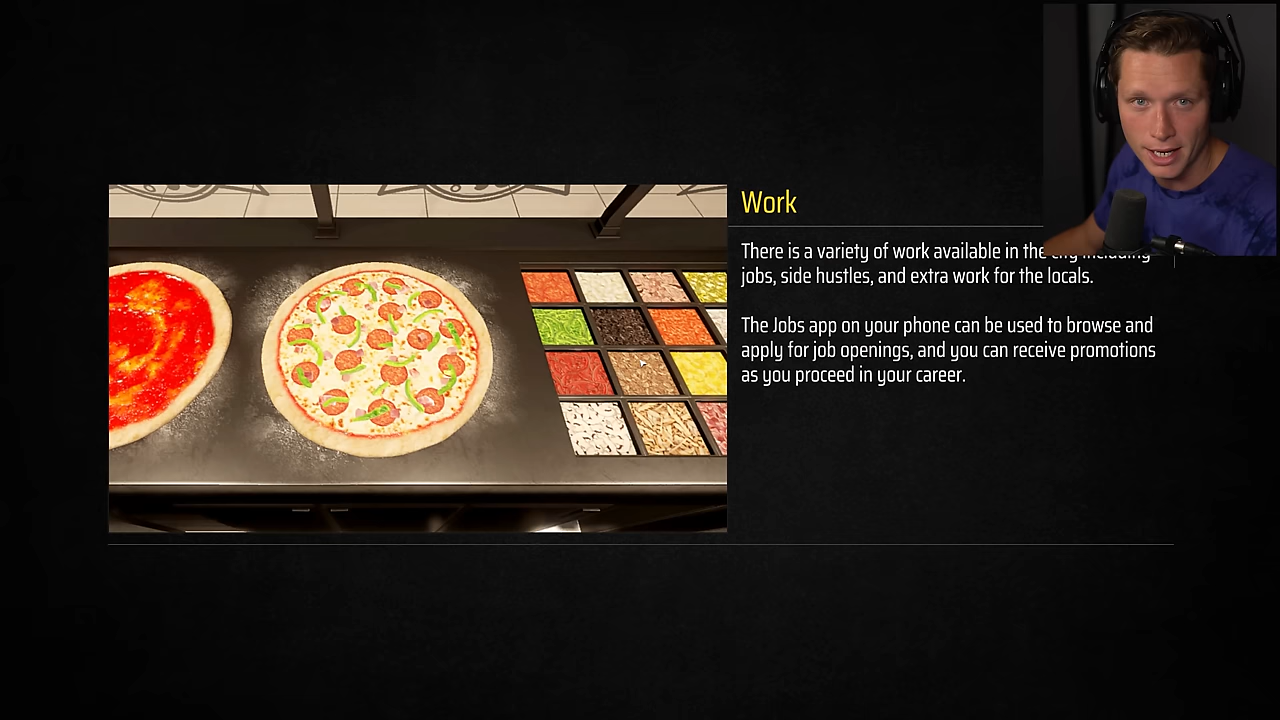 Work
There is a variety of work available in the city including
jobs, side hustles, and extra work for the locals.
The Jobs app on your phone can be used to browse and
apply for job openings, and you can receive promotions
as you proceed in your career.